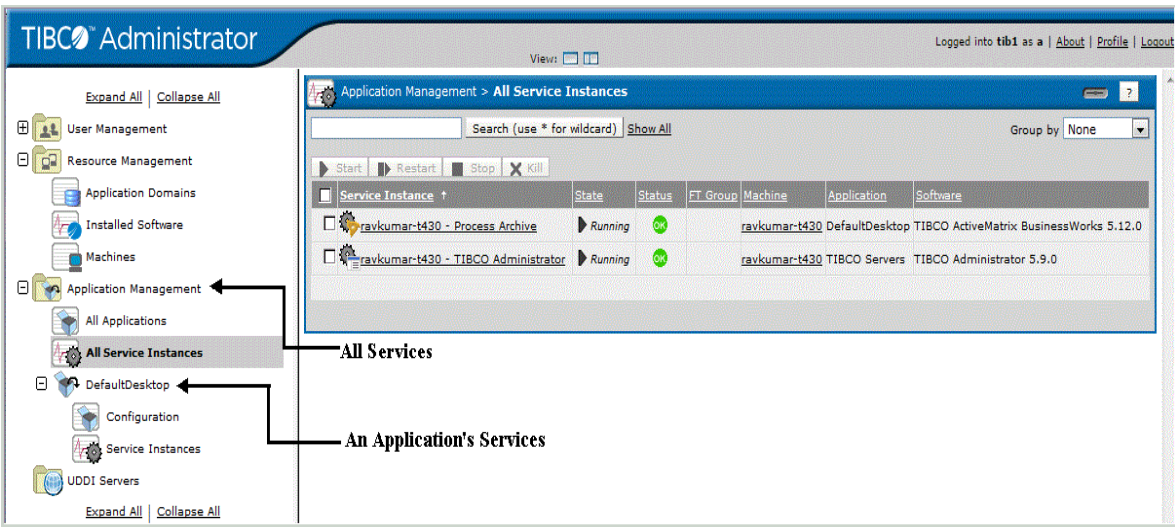 TIBCO™ Administrator
View:
Logged into tib1 as a | About | Profile | Logout
Expand All | Collapse All
User Management
Resource Management
Application Domains
Installed Software
Machines
Application Management
All Applications
All Service Instances
DefaultDesktop
Configuration
Service Instances
UDDI Servers
Expand All | Collapse All
Application Management > All Service Instances
?
Search (use * for wildcard) Show All
Group by None
Start Restart Stop Kill
Service Instance ↑ State Status FT Group Machine Application Software
ravkumar-t430 - Process Archive Running OK ravkumar-t430 DefaultDesktop TIBCO ActiveMatrix BusinessWorks 5.12.0
ravkumar-t430 - TIBCO Administrator Running OK ravkumar-t430 TIBCO Servers TIBCO Administrator 5.9.0
All Services
An Application's Services